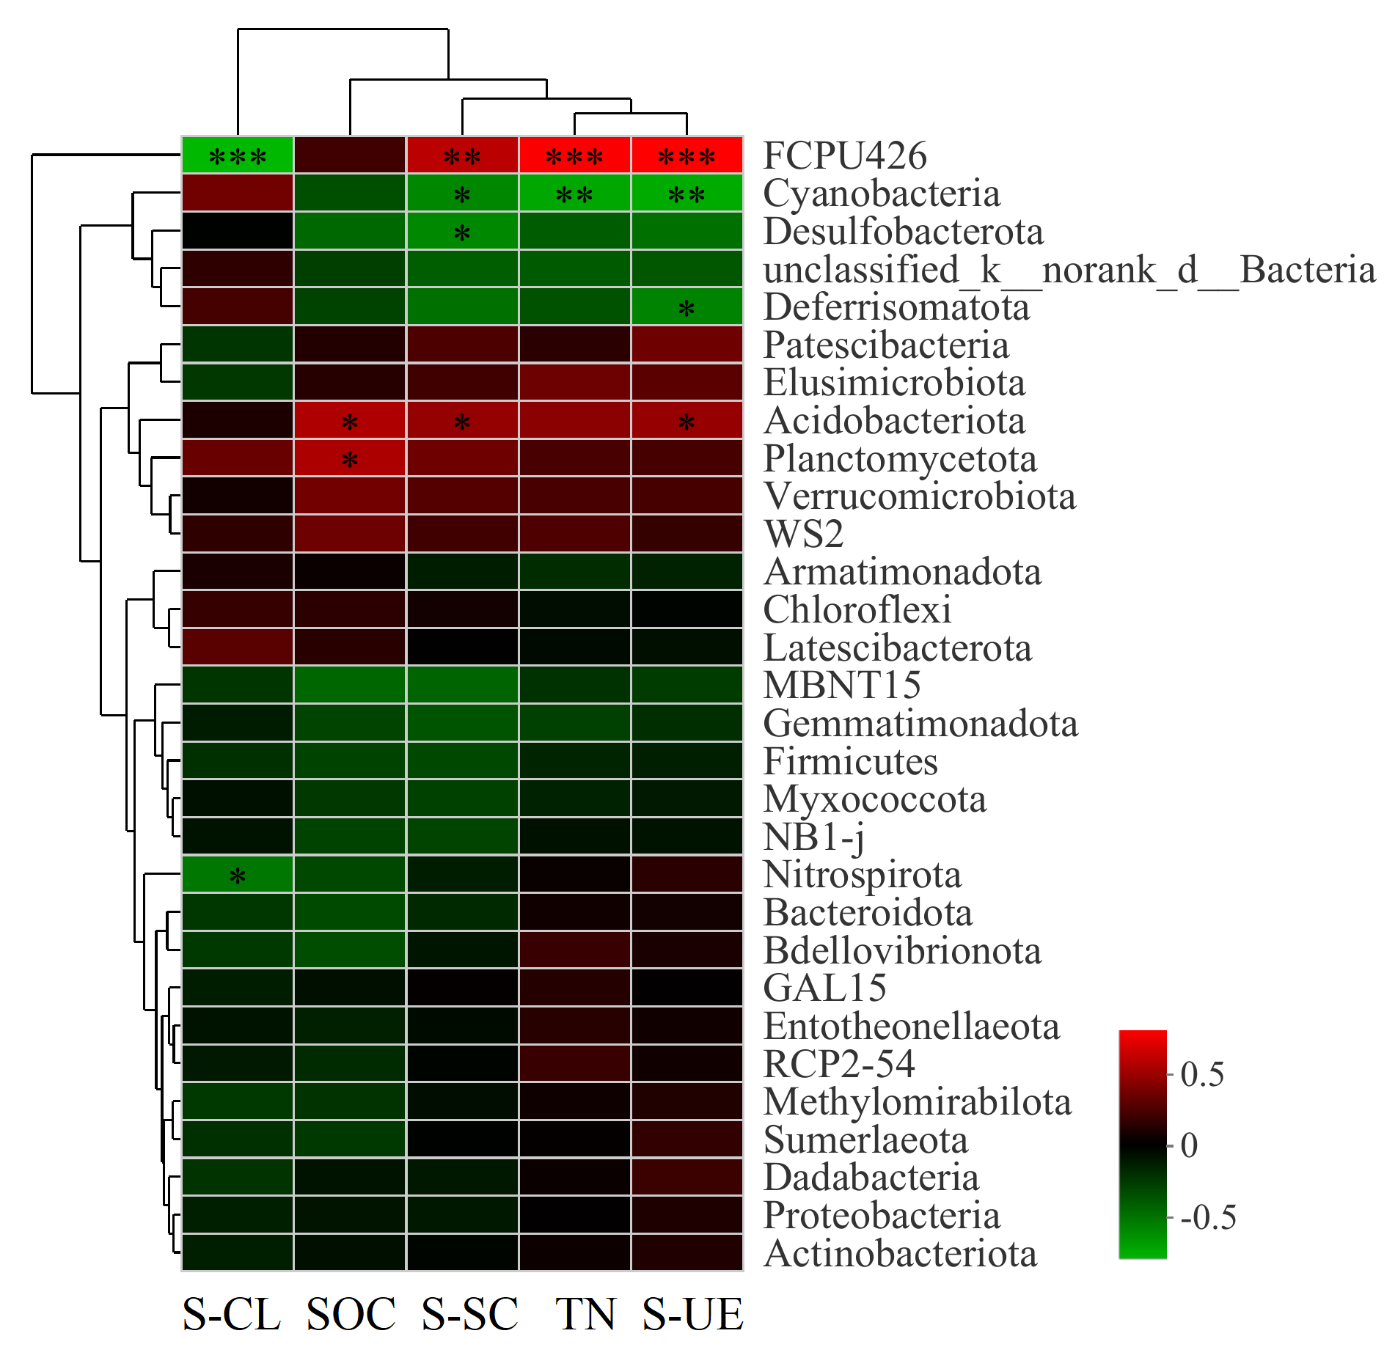 *** ** *** *** FCPU426
* ** ** Cyanobacteria
* Desulfobacterota
unclassified_k__norank_d__Bacteria
* Deferrisomatota
Patescibacteria
Elusimicrobiota
* * * Acidobacteriota
* Planctomycetota
Verrucomicrobiota
WS2
Armatimonadota
Chloroflexi
Latescibacterota
MBNT15
Gemmatimonadota
Firmicutes
Myxococcota
NB1-j
* Nitrospirota
Bacteroidota
Bdellovibrionota
GAL15
Entotheonellaeota
RCP2-54
Methylomirabilota
Sumerlaeota
Dadabacteria
Proteobacteria
Actinobacteriota
0.5
0
-0.5
S-CL SOC S-SC TN S-UE